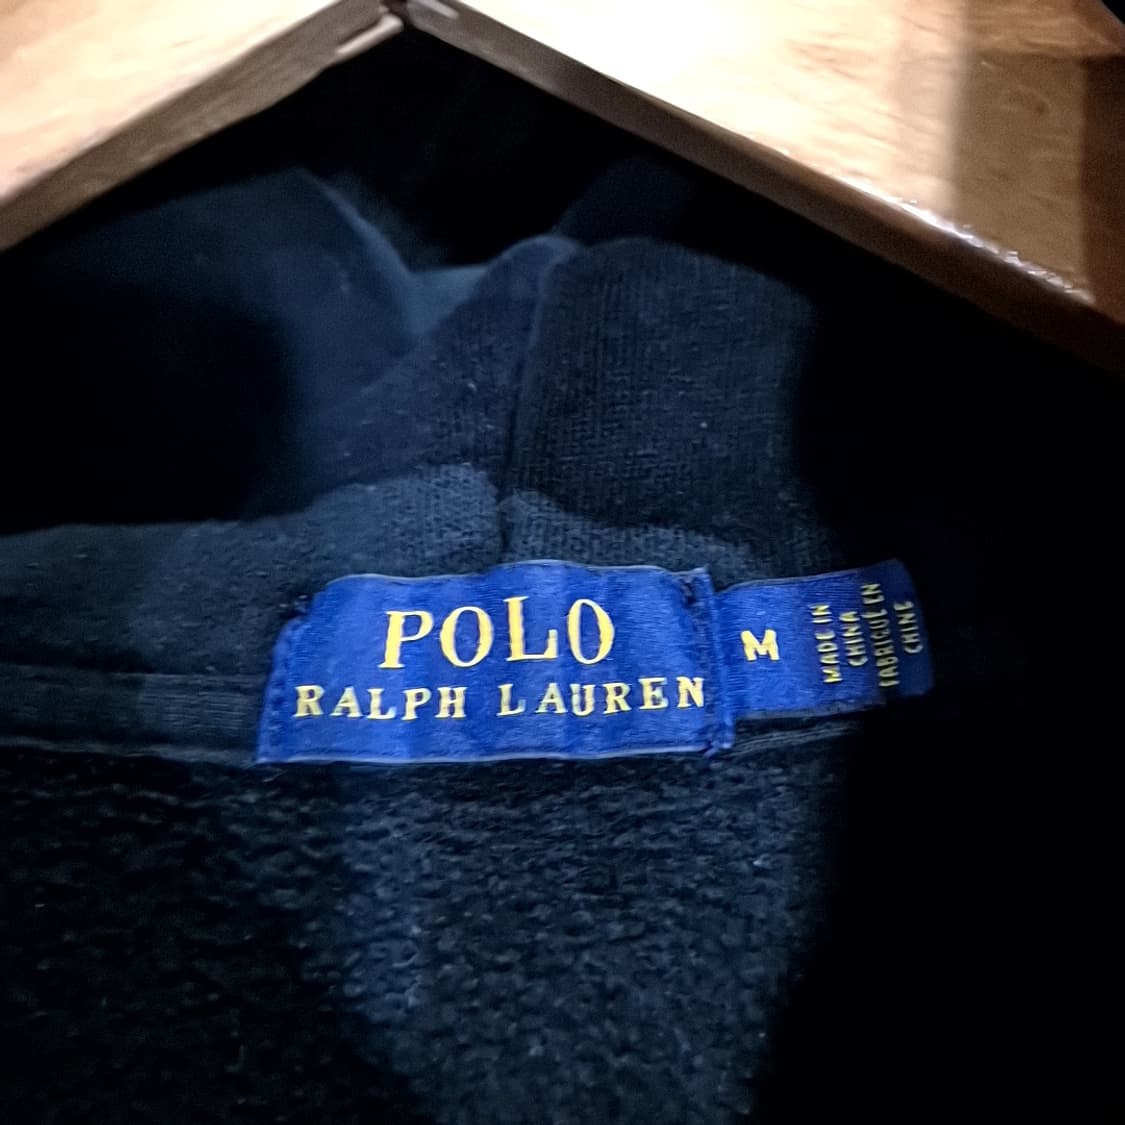 POLO
RALPH LAUREN
M
MADE IN
CHINA
FABRIQUÉ EN
CHINE